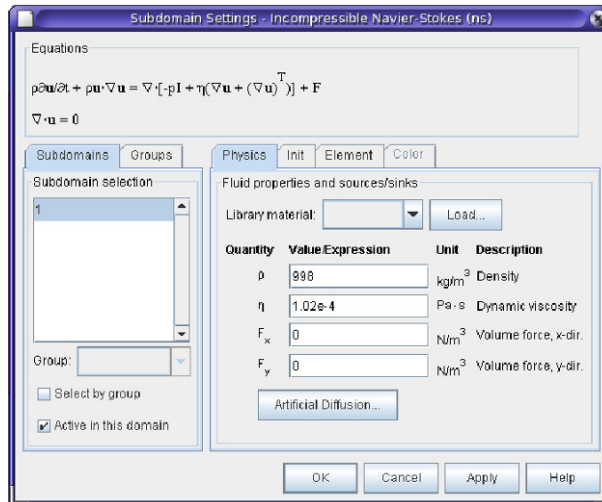 Subdomain Settings - Incompressible Navier-Stokes (ns)
Equations
ρ∂u/∂t + ρu·∇u = ∇·[-pI + η(∇u + (∇u)^T)] + F
∇·u = 0
Subdomains Groups
Physics Init Element Color
Subdomain selection
1
Group:
Select by group
Active in this domain
Fluid properties and sources/sinks
Library material: Load...
Quantity Value/Expression Unit Description
ρ 998 kg/m³ Density
η 1.02e-4 Pa·s Dynamic viscosity
F_x 0 N/m³ Volume force, x-dir.
F_y 0 N/m³ Volume force, y-dir.
Artificial Diffusion...
OK Cancel Apply Help